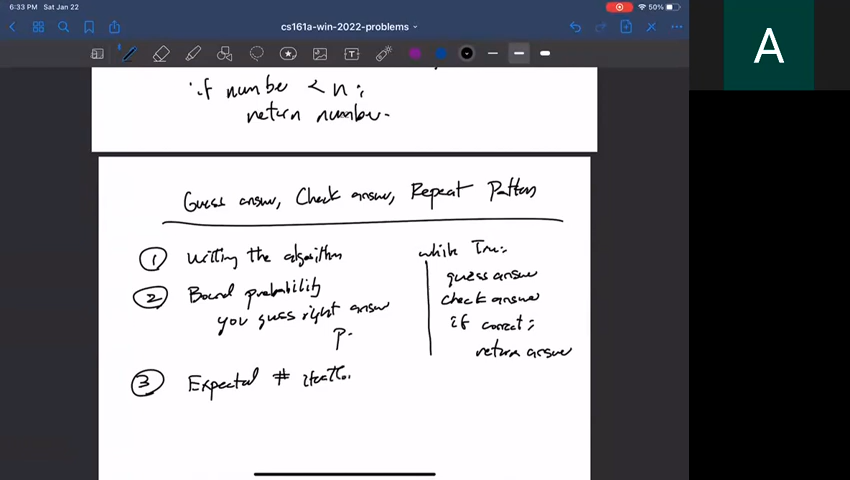 6:33 PM Sat Jan 22
50%
cs161a-win-2022-problems
if number < n:
return number.
Guess answer, Check answer, Repeat Pattern
① Writing the algorithm
② Bound probability
you guess right answer
p.
③ Expected # iteratio.
while True:
guess answer
check answer
if correct:
return answer
A